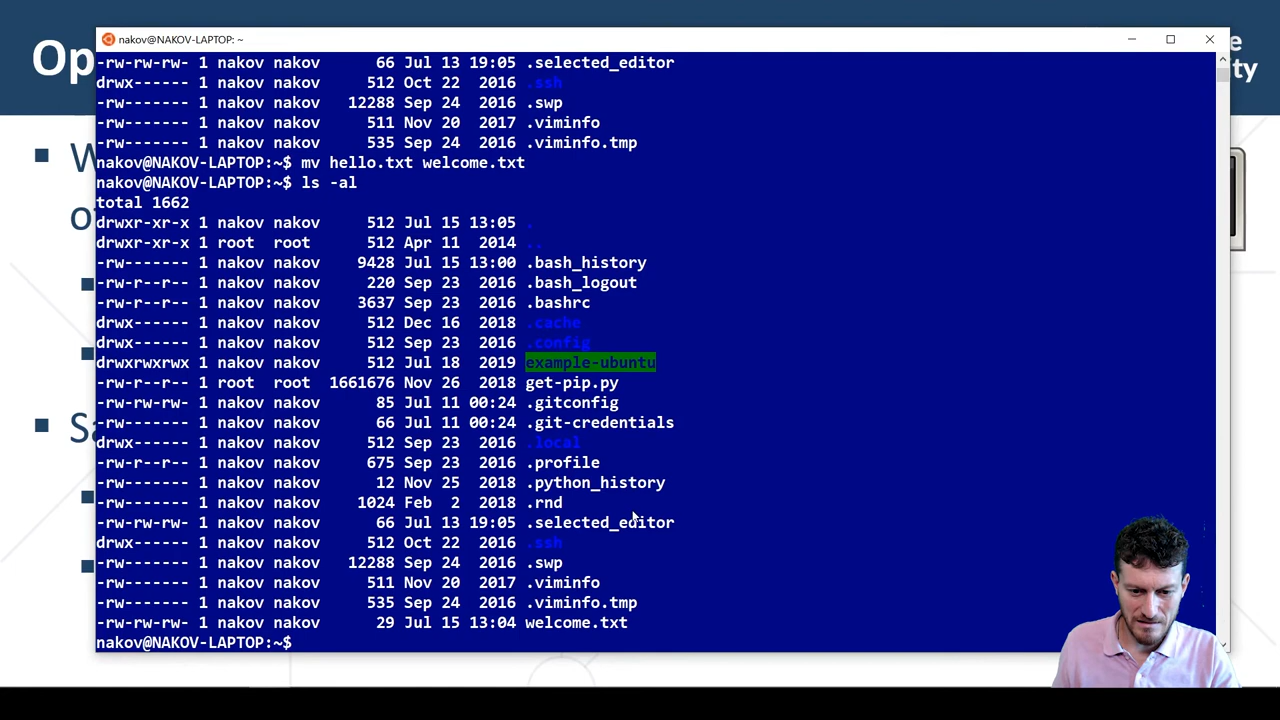 Op
nakov@NAKOV-LAPTOP: ~
e
ity
-rw-rw-rw- 1 nakov nakov      66 Jul 13 19:05 .selected_editor
drwx------ 1 nakov nakov     512 Oct 22  2016 .ssh
-rw------- 1 nakov nakov   12288 Sep 24  2016 .swp
-rw------- 1 nakov nakov     511 Nov 20  2017 .viminfo
-rw------- 1 nakov nakov     535 Sep 24  2016 .viminfo.tmp
nakov@NAKOV-LAPTOP:~$ mv hello.txt welcome.txt
nakov@NAKOV-LAPTOP:~$ ls -al
total 1662
drwxr-xr-x 1 nakov nakov     512 Jul 15 13:05 .
drwxr-xr-x 1 root  root      512 Apr 11  2014 ..
-rw------- 1 nakov nakov    9428 Jul 15 13:00 .bash_history
-rw-r--r-- 1 nakov nakov     220 Sep 23  2016 .bash_logout
-rw-r--r-- 1 nakov nakov    3637 Sep 23  2016 .bashrc
drwx------ 1 nakov nakov     512 Dec 16  2018 .cache
drwx------ 1 nakov nakov     512 Sep 23  2016 .config
drwxrwxrwx 1 nakov nakov     512 Jul 18  2019 example-ubuntu
-rw-r--r-- 1 root  root  1661676 Nov 26  2018 get-pip.py
-rw------- 1 nakov nakov      85 Jul 11 00:24 .gitconfig
-rw------- 1 nakov nakov      66 Jul 11 00:24 .git-credentials
drwx------ 1 nakov nakov     512 Sep 23  2016 .local
-rw-r--r-- 1 nakov nakov     675 Sep 23  2016 .profile
-rw------- 1 nakov nakov      12 Nov 25  2018 .python_history
-rw------- 1 nakov nakov    1024 Feb  2  2018 .rnd
-rw-rw-rw- 1 nakov nakov      66 Jul 13 19:05 .selected_editor
drwx------ 1 nakov nakov     512 Oct 22  2016 .ssh
-rw------- 1 nakov nakov   12288 Sep 24  2016 .swp
-rw------- 1 nakov nakov     511 Nov 20  2017 .viminfo
-rw------- 1 nakov nakov     535 Sep 24  2016 .viminfo.tmp
-rw-rw-rw- 1 nakov nakov      29 Jul 15 13:04 welcome.txt
nakov@NAKOV-LAPTOP:~$